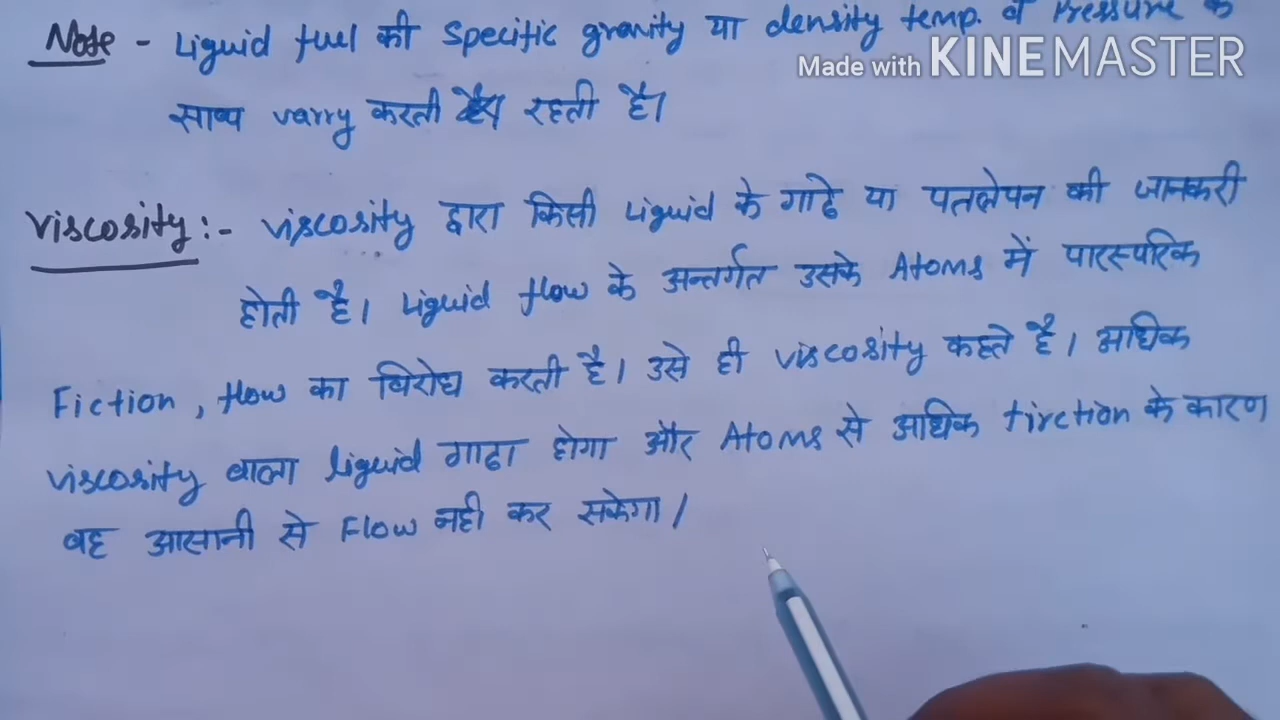 Note - Liquid fuel की specific gravity या density temp. व Pressure के
Made with KINEMASTER
साथ varry करती रहती है।
Viscosity :- Viscosity द्वारा किसी Liquid के गाढे या पतलेपन की जानकरी
होती है। Liquid flow के अन्तर्गत उसके Atoms में पारस्परिक
Fiction, flow का विरोध करती है। उसे ही viscosity कहते है। अधिक
viscosity वाला liquid गाढा होगा और Atoms से अधिक firction के कारण
वह आसानी से Flow नही कर सकेगा।